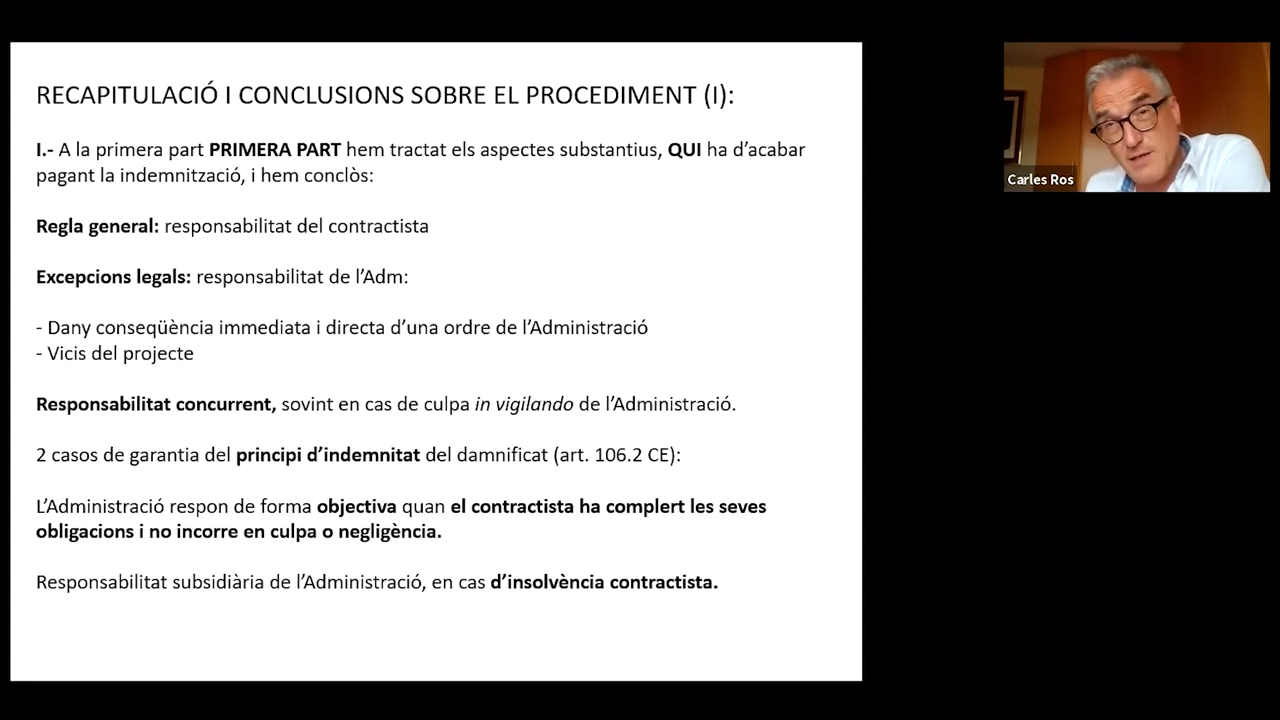 RECAPITULACIÓ I CONCLUSIONS SOBRE EL PROCEDIMENT (I):
I.- A la primera part PRIMERA PART hem tractat els aspectes substantius, QUI ha d’acabar
pagant la indemnització, i hem conclòs:
Regla general: responsabilitat del contractista
Excepcions legals: responsabilitat de l’Adm:
- Dany conseqüència immediata i directa d’una ordre de l’Administració
- Vicis del projecte
Responsabilitat concurrent, sovint en cas de culpa in vigilando de l’Administració.
2 casos de garantia del principi d’indemnitat del damnificat (art. 106.2 CE):
L’Administració respon de forma objectiva quan el contractista ha complert les seves
obligacions i no incorre en culpa o negligència.
Responsabilitat subsidiària de l’Administració, en cas d’insolvència contractista.
Carles Ros